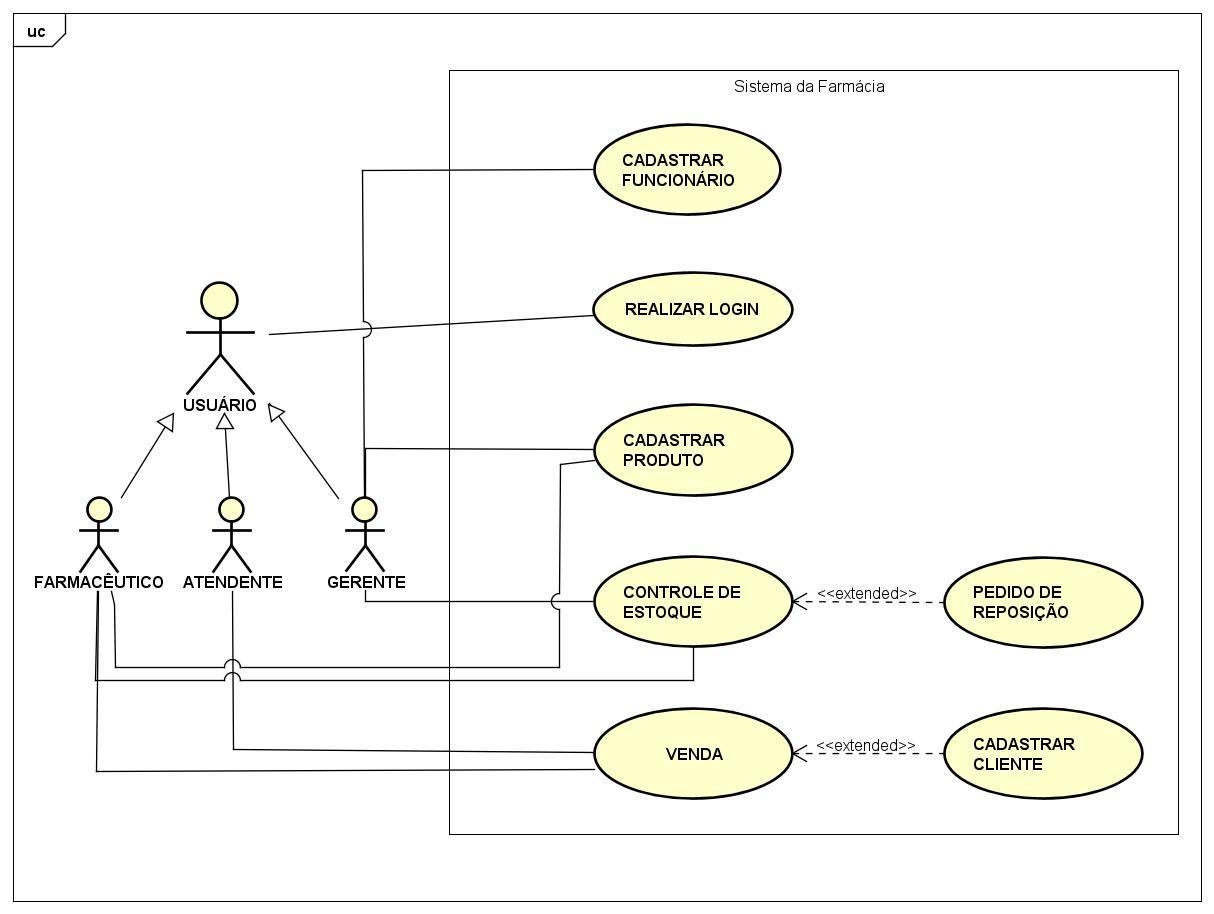 uc
Sistema da Farmácia
CADASTRAR
FUNCIONÁRIO
REALIZAR LOGIN
USUÁRIO
CADASTRAR
PRODUTO
FARMACÊUTICO
ATENDENTE
GERENTE
CONTROLE DE
ESTOQUE
<<extended>>
PEDIDO DE
REPOSIÇÃO
VENDA
<<extended>>
CADASTRAR
CLIENTE